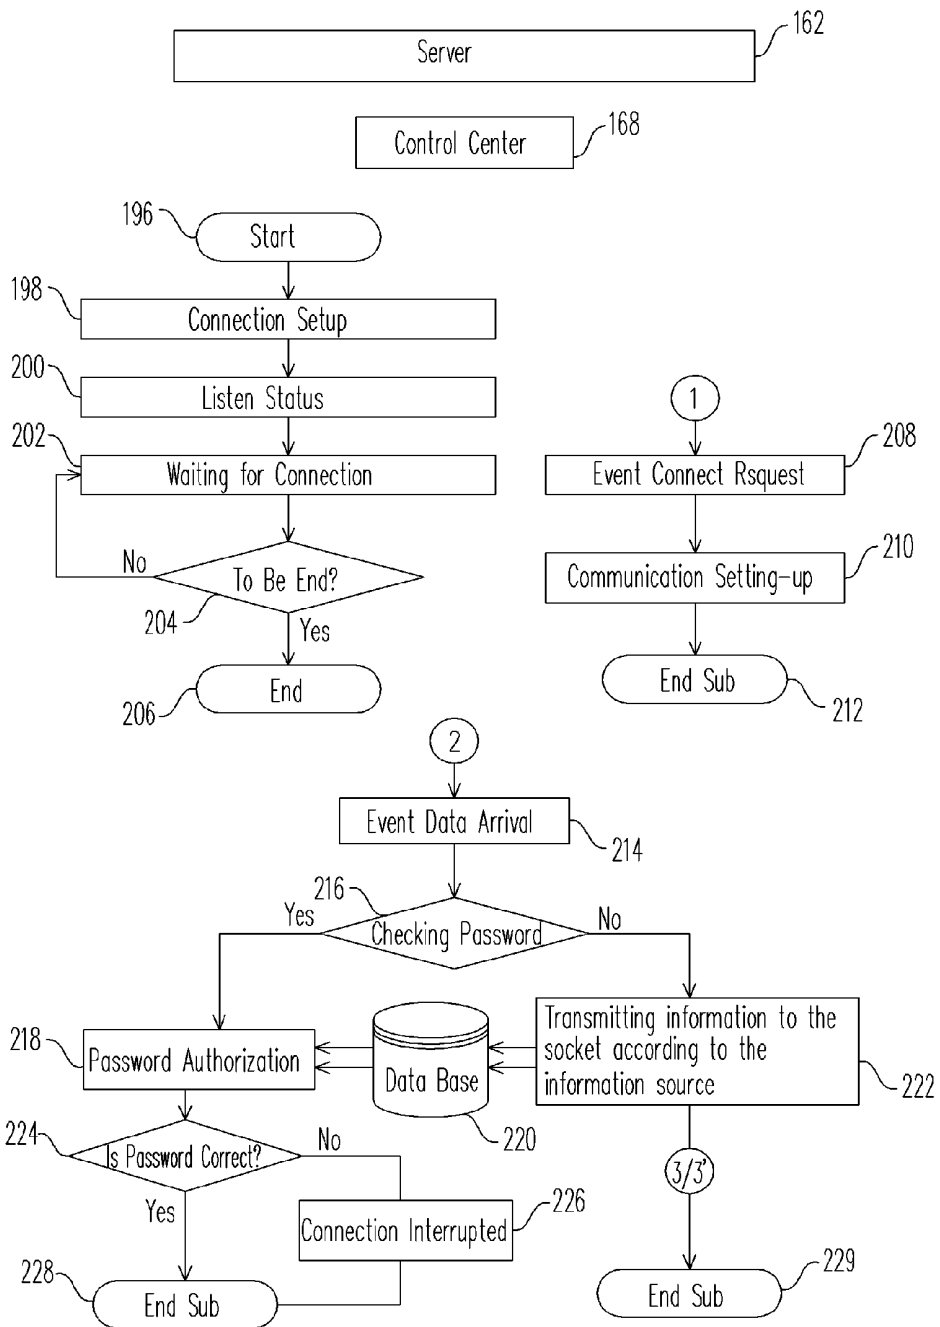 Server
162
Control Center
168
196
Start
198
Connection Setup
200
Listen Status
202
Waiting for Connection
No
To Be End?
204
Yes
206
End
1
208
Event Connect Rsquest
210
Communication Setting-up
End Sub
212
2
Event Data Arrival
214
216
Yes
Checking Password
No
218
Password Authorization
Data Base
220
Transmitting information to the
socket according to the
information source
222
224
Is Password Correct?
No
Yes
226
Connection Interrupted
3/3'
228
End Sub
229
End Sub